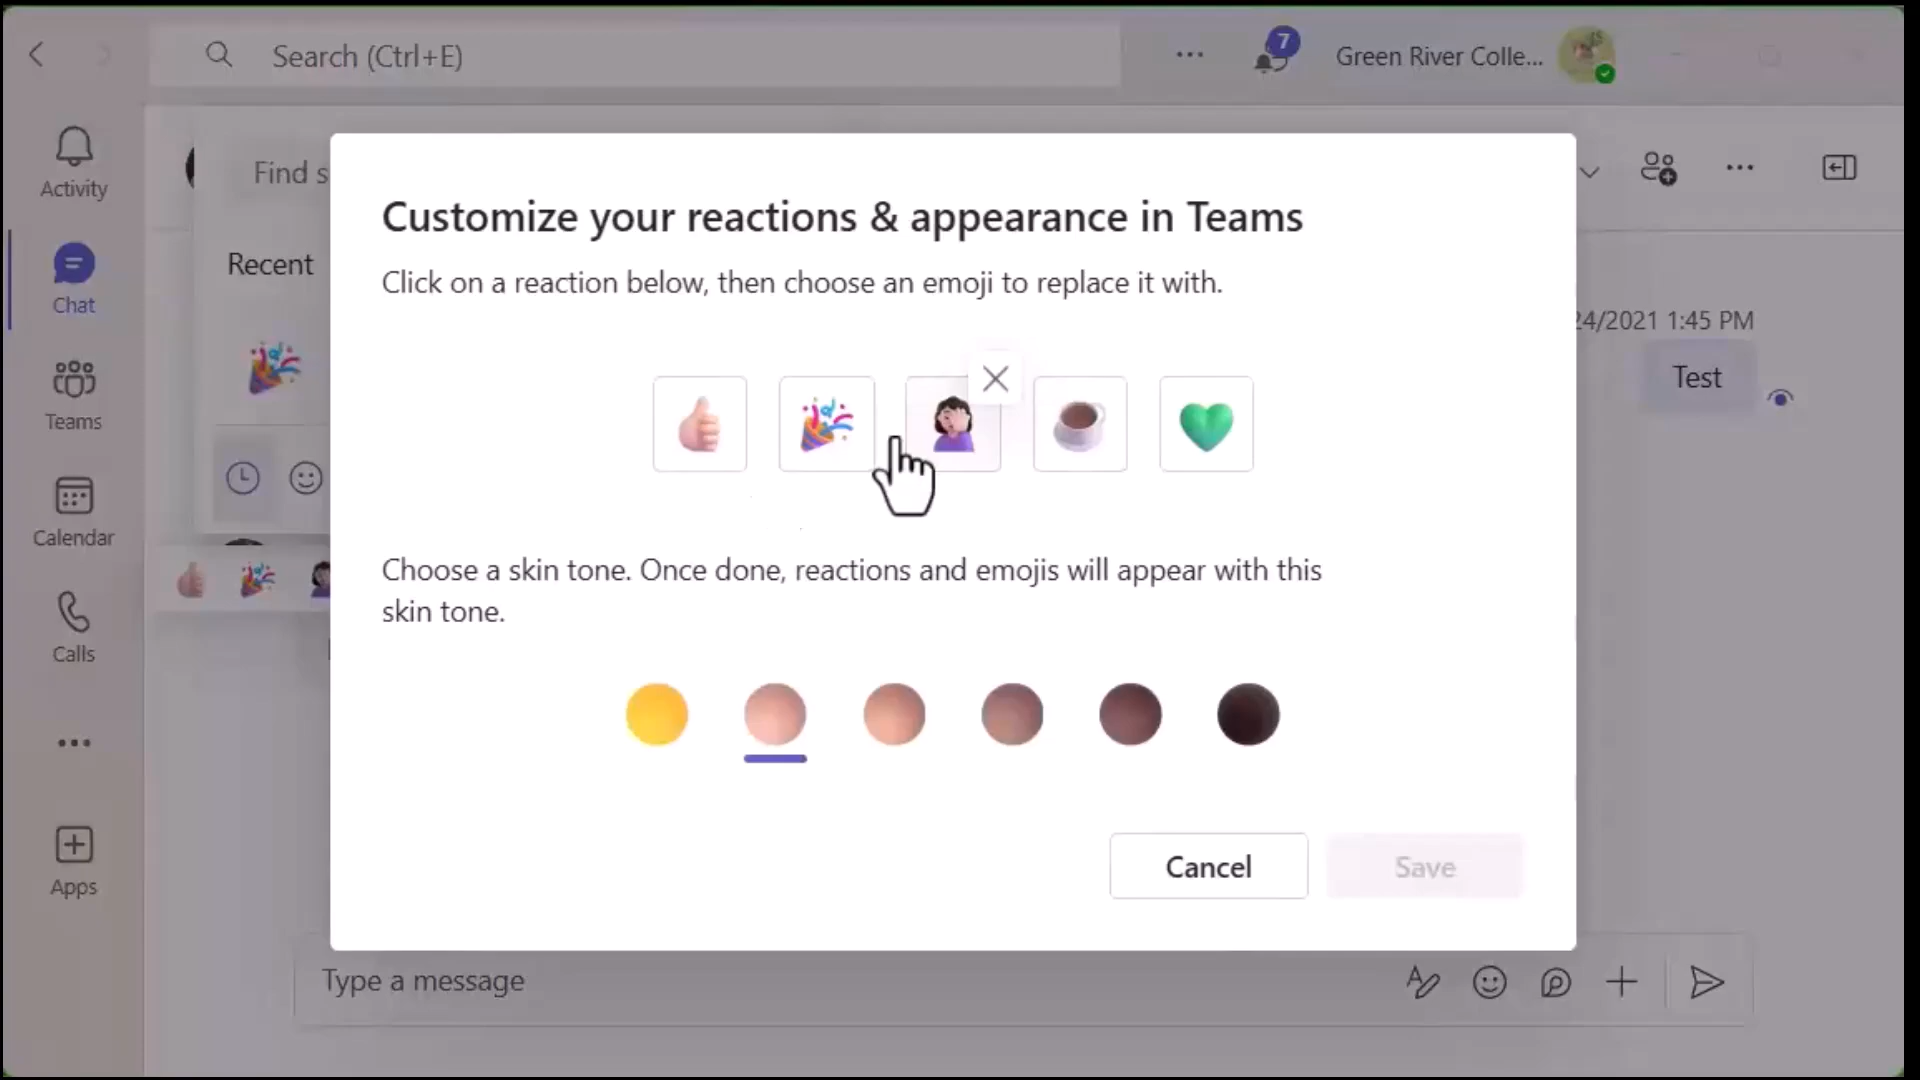 Search (Ctrl+E)
7
Green River Colle...
Activity
Chat
Teams
Calendar
Calls
Apps
Find s
Recent
Customize your reactions & appearance in Teams
Click on a reaction below, then choose an emoji to replace it with.
24/2021 1:45 PM
Test
Choose a skin tone. Once done, reactions and emojis will appear with this
skin tone.
Cancel
Save
Type a message